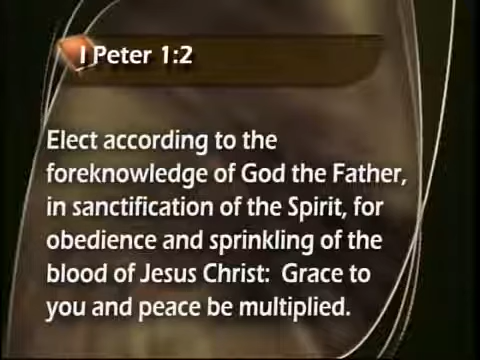 I Peter 1:2
Elect according to the
foreknowledge of God the Father,
in sanctification of the Spirit, for
obedience and sprinkling of the
blood of Jesus Christ:  Grace to
you and peace be multiplied.